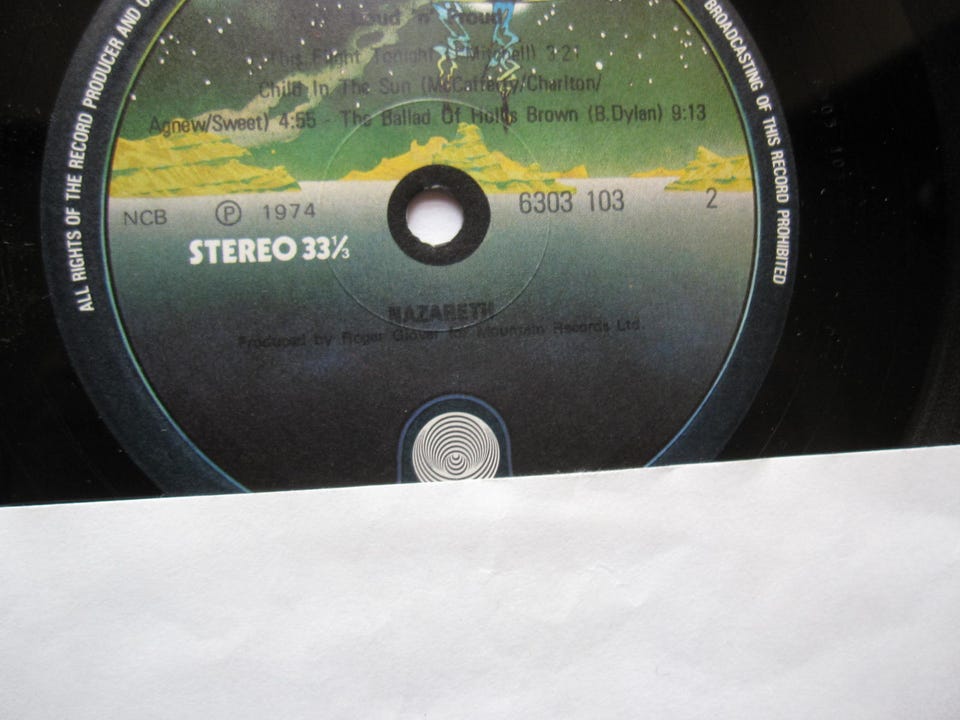 Loud 'n' Proud
This Flight Tonight (J.Mitchell) 3:21
Child In The Sun (McCafferty/Charlton/
Agnew/Sweet) 4:55 · The Ballad Of Hollis Brown (B.Dylan) 9:13
NCB Ⓟ 1974 6303 103 2
STEREO 33⅓
NAZARETH
Produced by Roger Glover for Mountain Records Ltd.
ALL RIGHTS OF THE RECORD PRODUCER AND
BROADCASTING OF THIS RECORD PROHIBITED